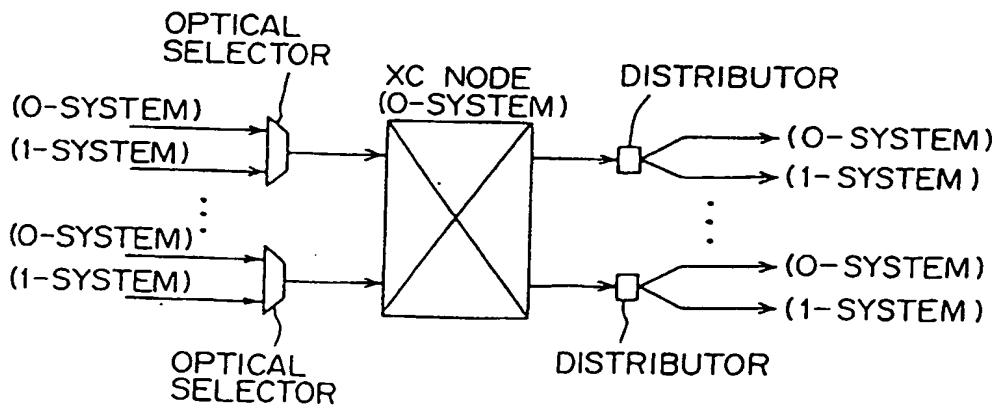 OPTICAL
SELECTOR
XC NODE
(0-SYSTEM)
DISTRIBUTOR
(0-SYSTEM)
(1-SYSTEM)
(0-SYSTEM)
(1-SYSTEM)
(0-SYSTEM)
(1-SYSTEM)
(0-SYSTEM)
(1-SYSTEM)
OPTICAL
SELECTOR
DISTRIBUTOR